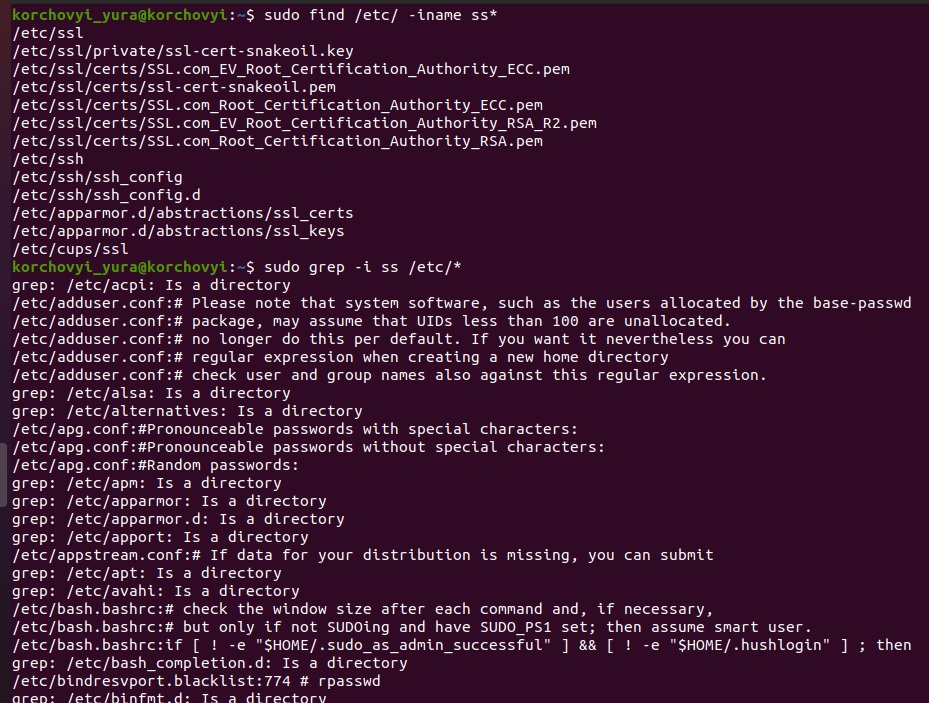 korchovyi_yura@korchovyi:~$ sudo find /etc/ -iname ss*
/etc/ssl
/etc/ssl/private/ssl-cert-snakeoil.key
/etc/ssl/certs/SSL.com_EV_Root_Certification_Authority_ECC.pem
/etc/ssl/certs/ssl-cert-snakeoil.pem
/etc/ssl/certs/SSL.com_Root_Certification_Authority_ECC.pem
/etc/ssl/certs/SSL.com_EV_Root_Certification_Authority_RSA_R2.pem
/etc/ssl/certs/SSL.com_Root_Certification_Authority_RSA.pem
/etc/ssh
/etc/ssh/ssh_config
/etc/ssh/ssh_config.d
/etc/apparmor.d/abstractions/ssl_certs
/etc/apparmor.d/abstractions/ssl_keys
/etc/cups/ssl
korchovyi_yura@korchovyi:~$ sudo grep -i ss /etc/*
grep: /etc/acpi: Is a directory
/etc/adduser.conf:# Please note that system software, such as the users allocated by the base-passwd
/etc/adduser.conf:# package, may assume that UIDs less than 100 are unallocated.
/etc/adduser.conf:# no longer do this per default. If you want it nevertheless you can
/etc/adduser.conf:# regular expression when creating a new home directory
/etc/adduser.conf:# check user and group names also against this regular expression.
grep: /etc/alsa: Is a directory
grep: /etc/alternatives: Is a directory
/etc/apg.conf:#Pronounceable passwords with special characters:
/etc/apg.conf:#Pronounceable passwords without special characters:
/etc/apg.conf:#Random passwords:
grep: /etc/apm: Is a directory
grep: /etc/apparmor: Is a directory
grep: /etc/apparmor.d: Is a directory
grep: /etc/apport: Is a directory
/etc/appstream.conf:# If data for your distribution is missing, you can submit
grep: /etc/apt: Is a directory
grep: /etc/avahi: Is a directory
/etc/bash.bashrc:# check the window size after each command and, if necessary,
/etc/bash.bashrc:# but only if not SUDOing and have SUDO_PS1 set; then assume smart user.
/etc/bash.bashrc:if [ ! -e "$HOME/.sudo_as_admin_successful" ] && [ ! -e "$HOME/.hushlogin" ] ; then
grep: /etc/bash_completion.d: Is a directory
/etc/bindresvport.blacklist:774 # rpasswd
grep: /etc/binfmt.d: Is a directory